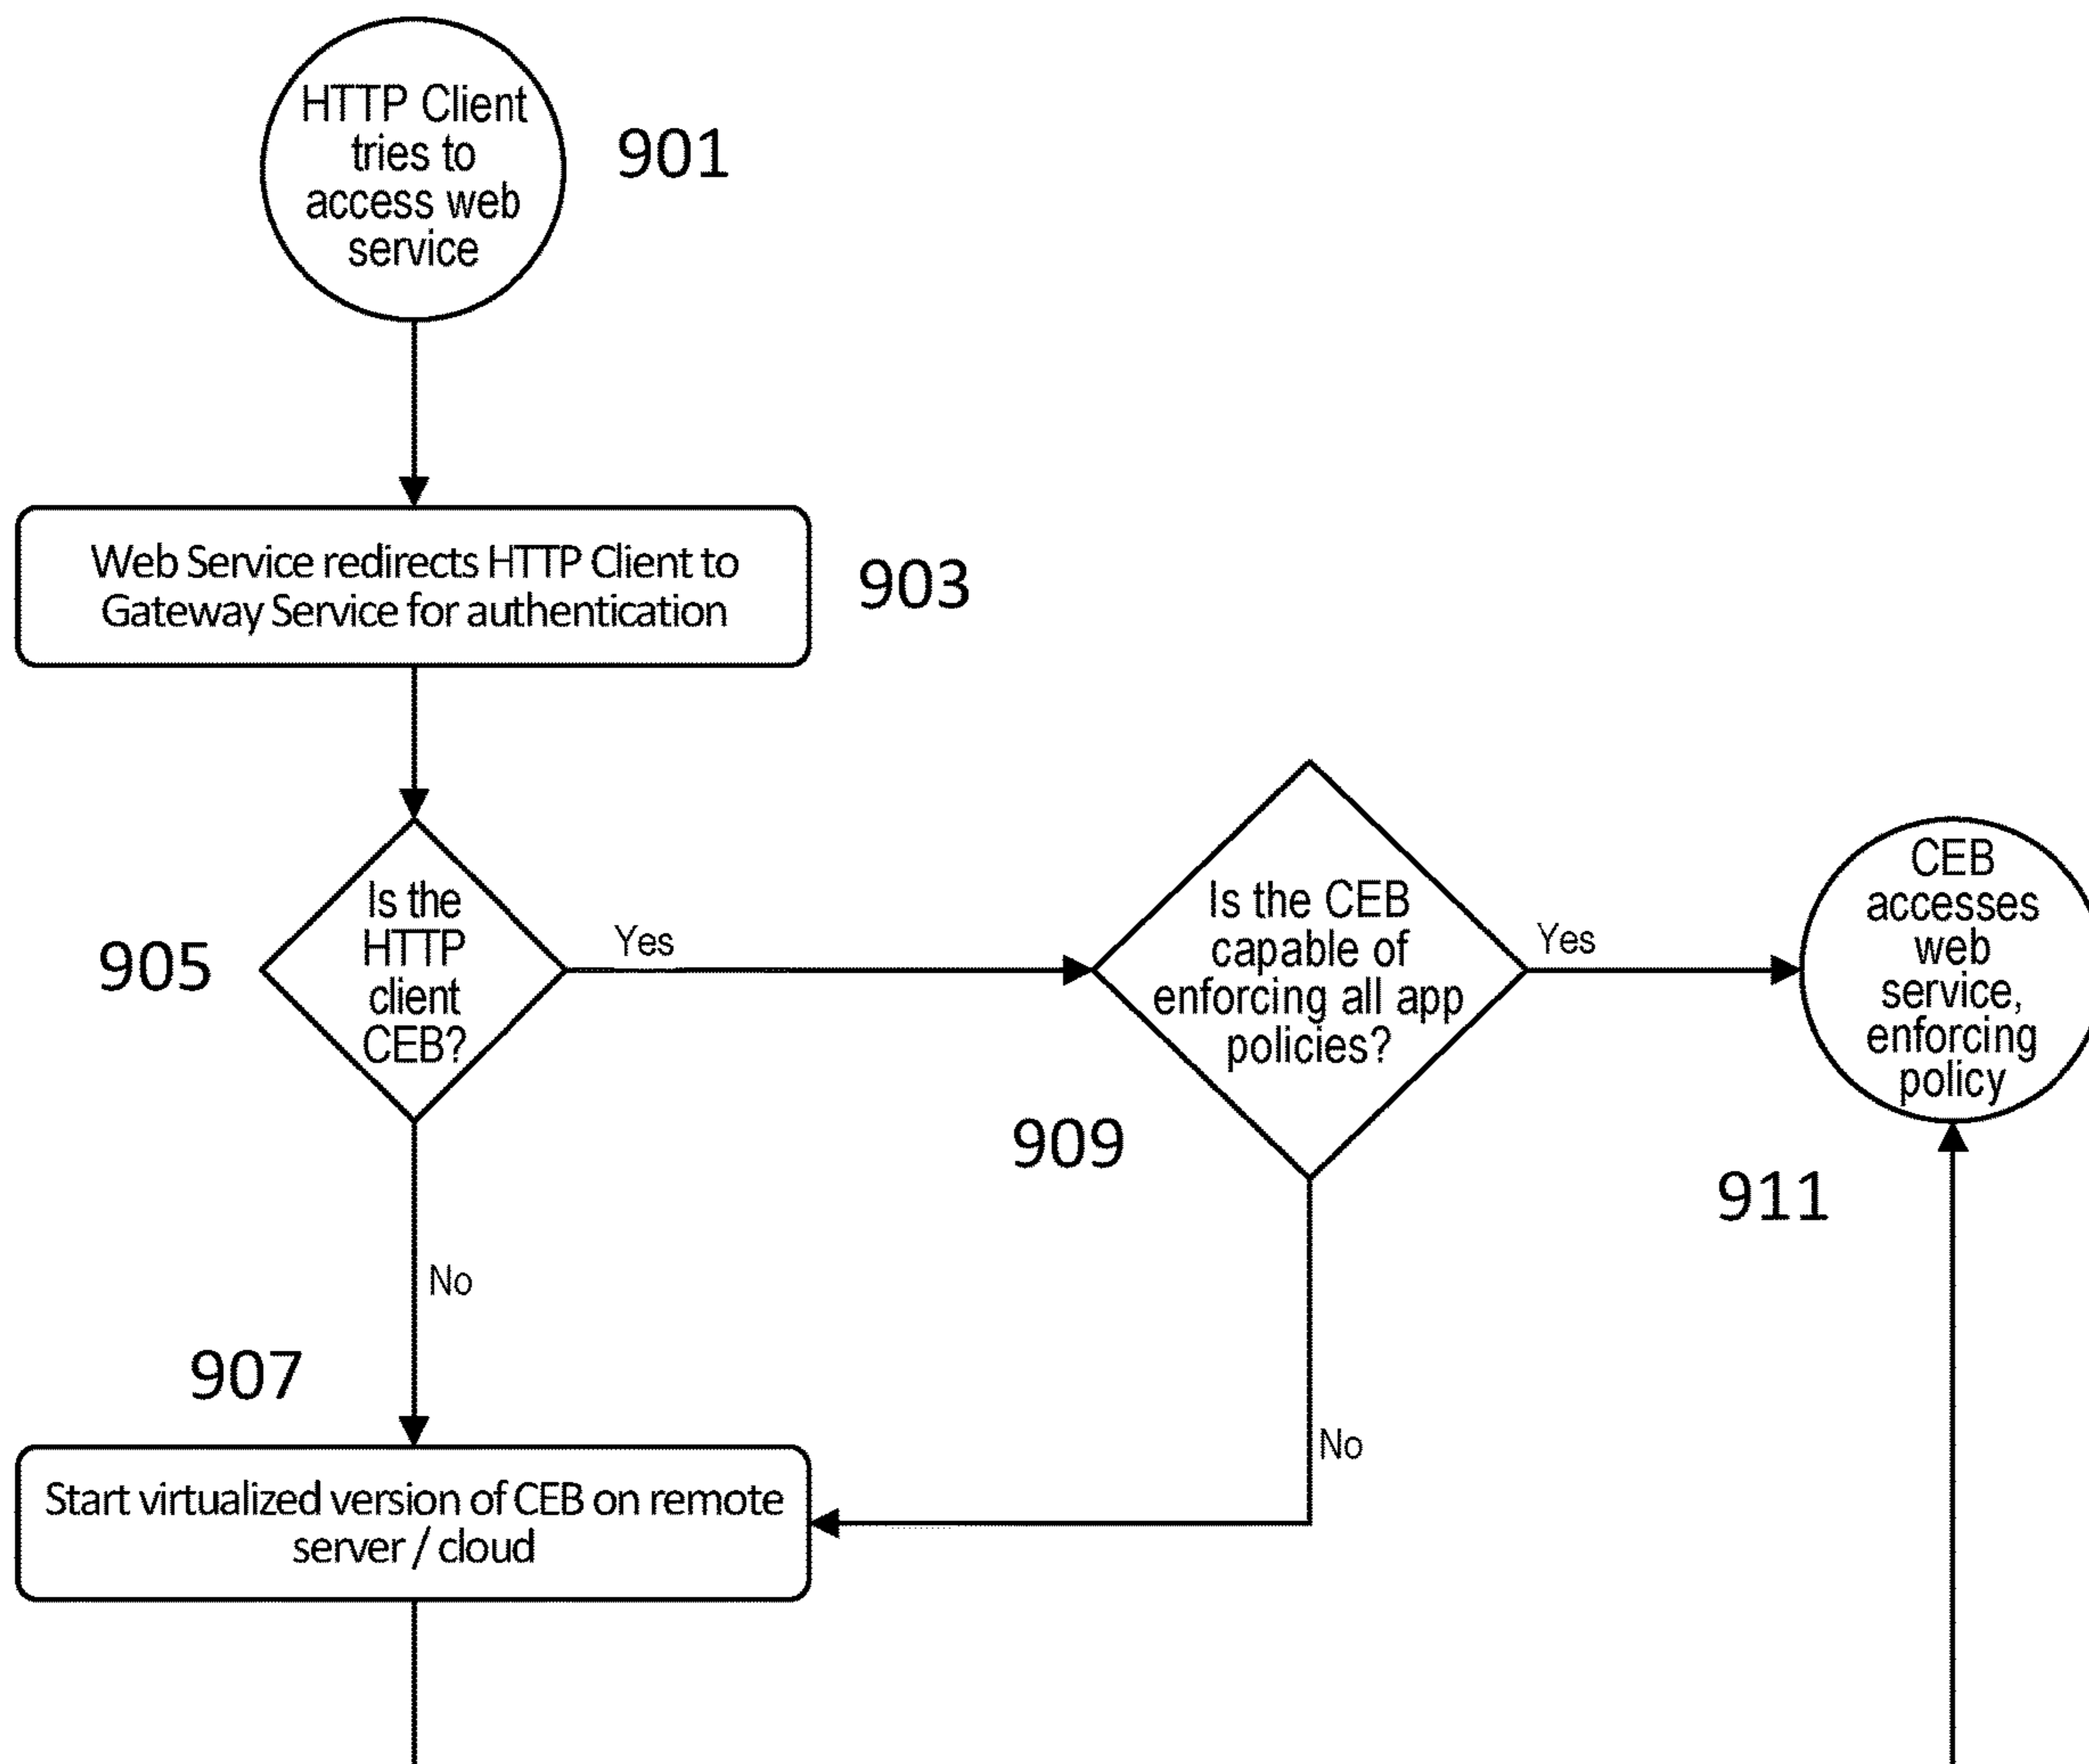 HTTP Client
tries to
access web
service
901
Web Service redirects HTTP Client to
Gateway Service for authentication
903
905
Is the
HTTP
client
CEB?
Yes
Is the CEB
capable of
enforcing all app
policies?
909
Yes
CEB
accesses
web
service,
enforcing
policy
911
No
907
No
Start virtualized version of CEB on remote
server / cloud